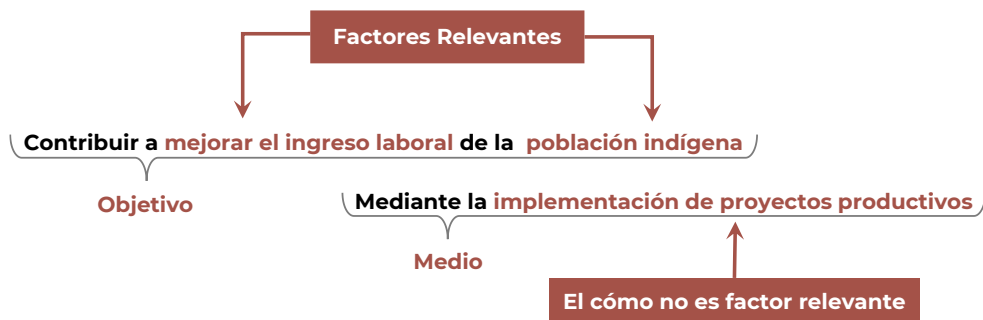 Factores Relevantes
Contribuir a mejorar el ingreso laboral de la población indígena
Objetivo
Mediante la implementación de proyectos productivos
Medio
El cómo no es factor relevante